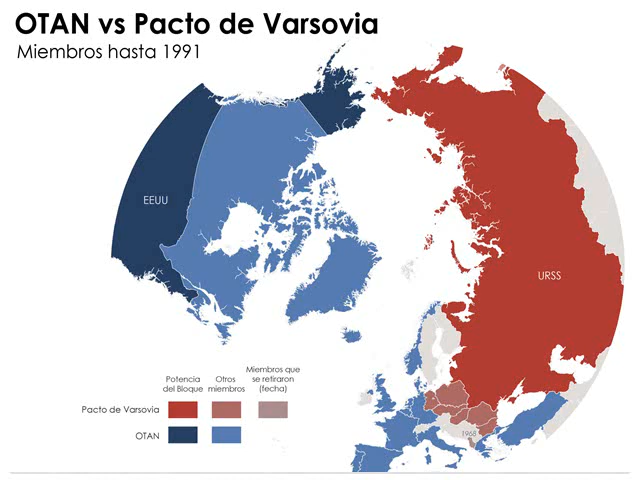 OTAN vs Pacto de Varsovia
Miembros hasta 1991
EEUU
URSS
Potencia
del Bloque
Otros
miembros
Miembros que
se retiraron
(fecha)
Pacto de Varsovia
OTAN
1968